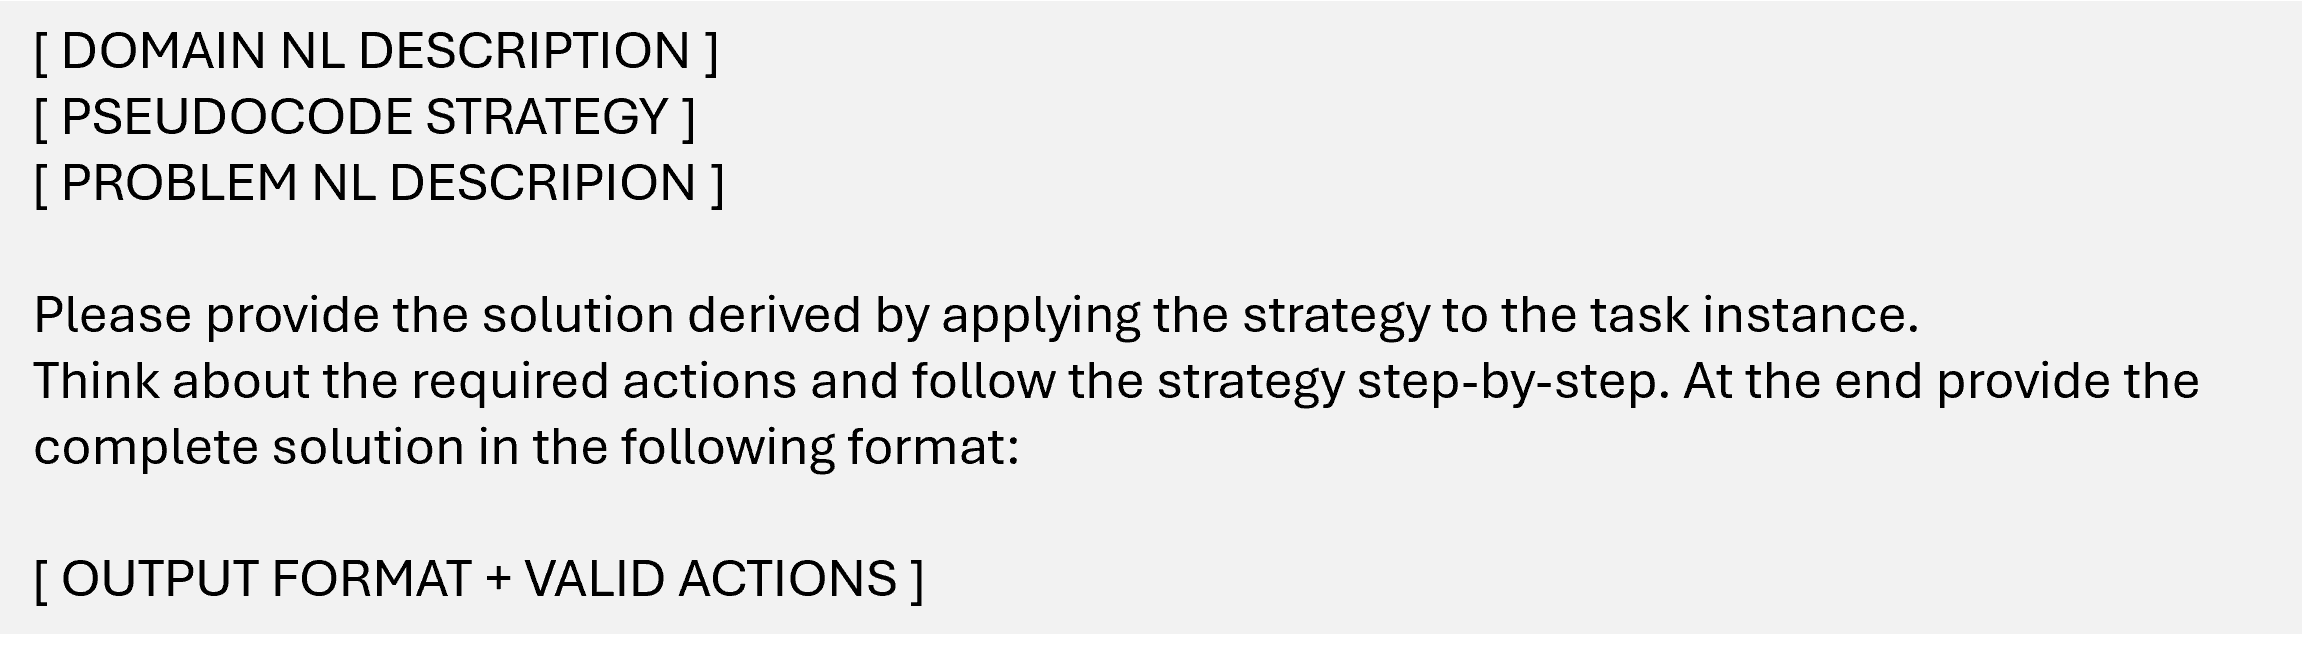 [ DOMAIN NL DESCRIPTION ]
[ PSEUDOCODE STRATEGY ]
[ PROBLEM NL DESCRIPION ]
Please provide the solution derived by applying the strategy to the task instance.
Think about the required actions and follow the strategy step-by-step. At the end provide the
complete solution in the following format:
[ OUTPUT FORMAT + VALID ACTIONS ]